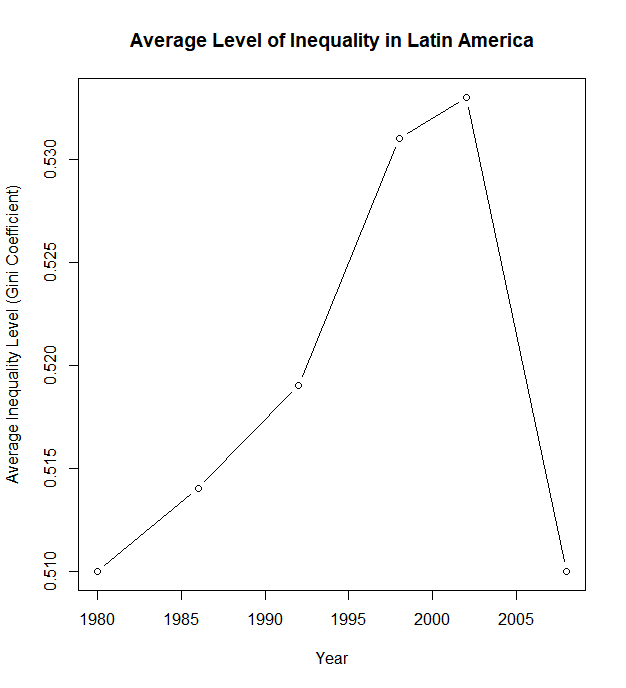 Average Level of Inequality in Latin America
Average Inequality Level (Gini Coefficient)
0.530
0.525
0.520
0.515
0.510
1980 1985 1990 1995 2000 2005
Year